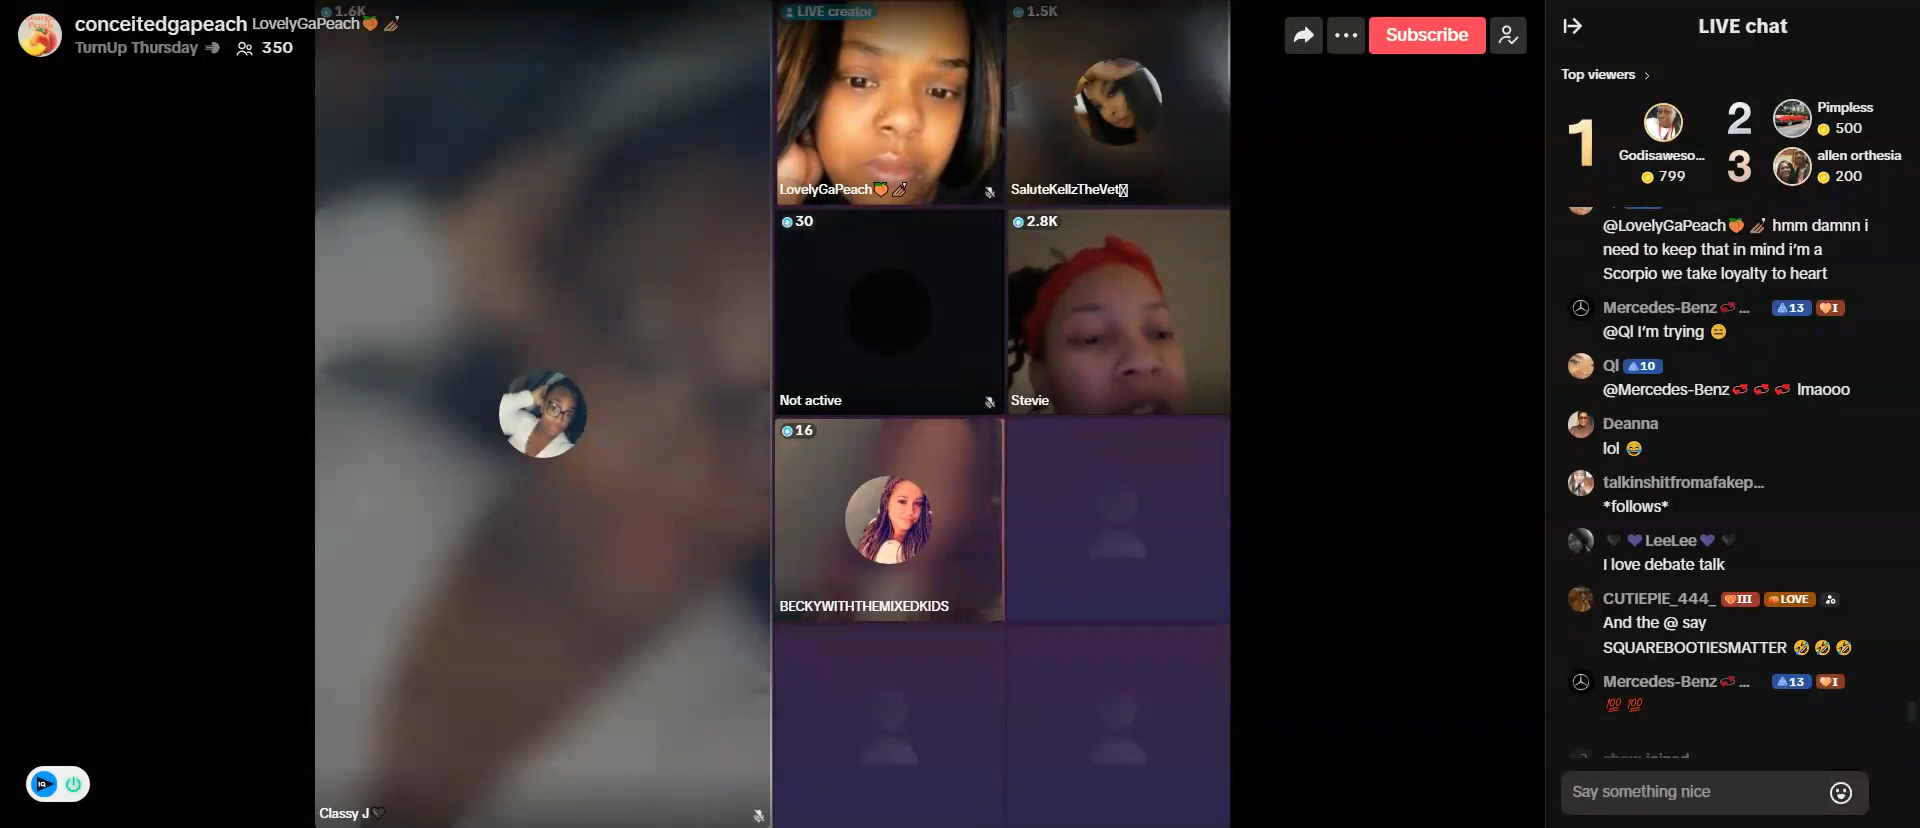 conceitedgapeach LovelyGaPeach🍑💅🏾
TurnUp Thursday 350
Subscribe
1.6K
LIVE creator
1.5K
LovelyGaPeach🍑💅🏾
SaluteKellzTheVet
30
2.8K
Not active
Stevie
16
BECKYWITHTHEMIXEDKIDS
Classy J🖤
LIVE chat
Top viewers >
1
Godisaweso...
799
2
Pimpless
500
3
allen orthesia
200
@LovelyGaPeach🍑💅🏾 hmm damnn i
need to keep that in mind i'm a
Scorpio we take loyalty to heart
Mercedes-Benz💞 ... 13 I
@Ql I'm trying 😑
Ql 10
@Mercedes-Benz💞💞💞 lmaooo
Deanna
lol 😂
talkinshitfromafakep...
*follows*
🖤💜LeeLee💜🖤
I love debate talk
CUTIEPIE_444_ III LOVE
And the @ say
SQUAREBOOTIESMATTER 🤣🤣🤣
Mercedes-Benz💞 ... 13 I
💯💯
Say something nice